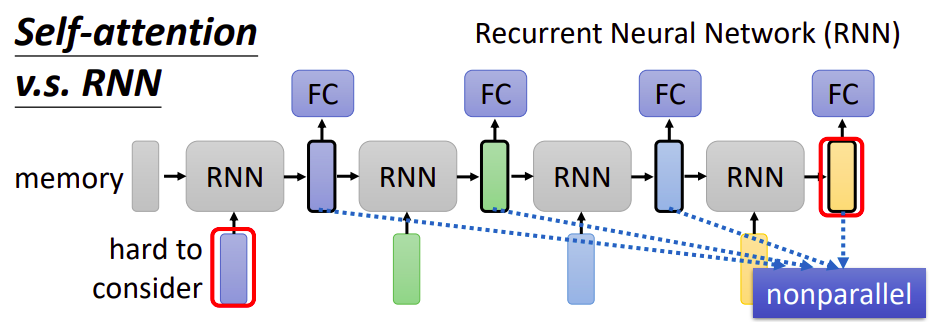 Self-attention
v.s. RNN
Recurrent Neural Network (RNN)
FC
FC
FC
FC
memory
RNN
RNN
RNN
RNN
hard to
consider
nonparallel